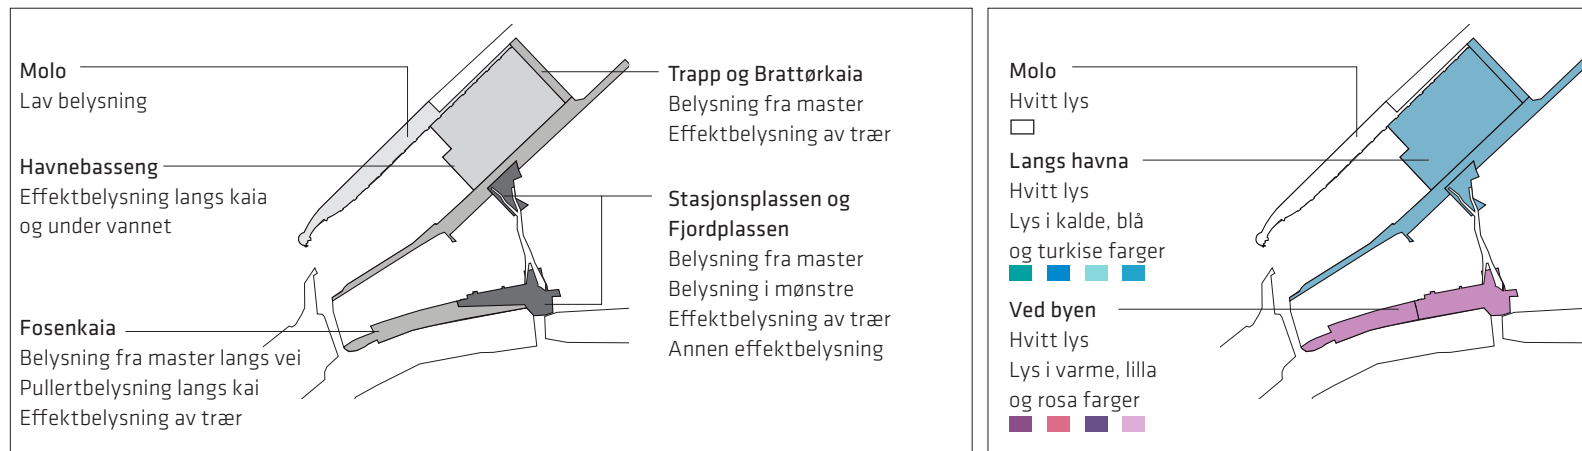 Molo
Lav belysning
Havnebasseng
Effektbelysning langs kaia
og under vannet
Fosenkaia
Belysning fra master langs vei
Pullertbelysning langs kai
Effektbelysning av trær
Trapp og Brattørkaia
Belysning fra master
Effektbelysning av trær
Stasjonsplassen og
Fjordplassen
Belysning fra master
Belysning i mønstre
Effektbelysning av trær
Annen effektbelysning
Molo
Hvitt lys
Langs havna
Hvitt lys
Lys i kalde, blå
og turkise farger
Ved byen
Hvitt lys
Lys i varme, lilla
og rosa farger